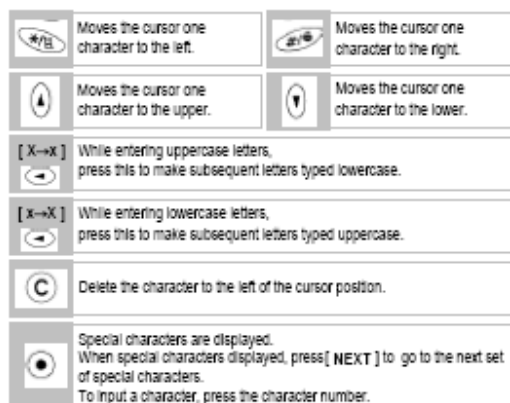 Moves the cursor one
character to the left.
Moves the cursor one
character to the right.
Moves the cursor one
character to the upper.
Moves the cursor one
character to the lower.
[ X→x ] While entering uppercase letters,
press this to make subsequent letters typed lowercase.
[ x→X ] While entering lowercase letters,
press this to make subsequent letters typed uppercase.
C Delete the character to the left of the cursor position.
Special characters are displayed.
When special characters displayed, press[ NEXT ] to go to the next set
of special characters.
To input a character, press the character number.